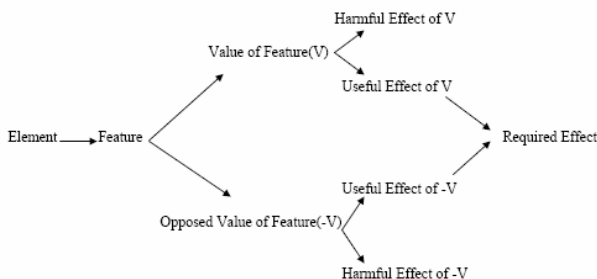 Harmful Effect of V
Value of Feature(V)
Useful Effect of V
Element
Feature
Required Effect
Useful Effect of -V
Opposed Value of Feature(-V)
Harmful Effect of -V